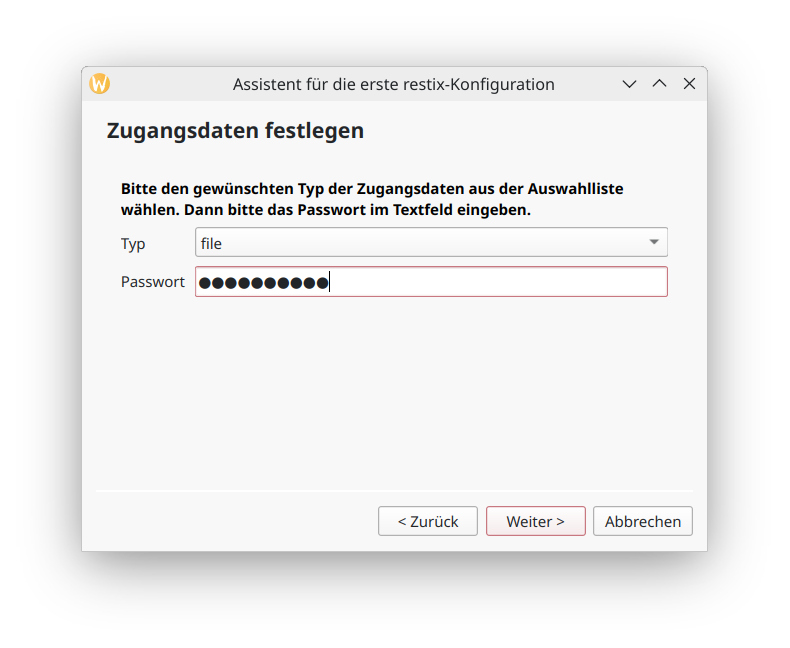 Assistent für die erste restix-Konfiguration
Zugangsdaten festlegen
Bitte den gewünschten Typ der Zugangsdaten aus der Auswahlliste
wählen. Dann bitte das Passwort im Textfeld eingeben.
Typ file
Passwort ●●●●●●●●●●
< Zurück Weiter > Abbrechen